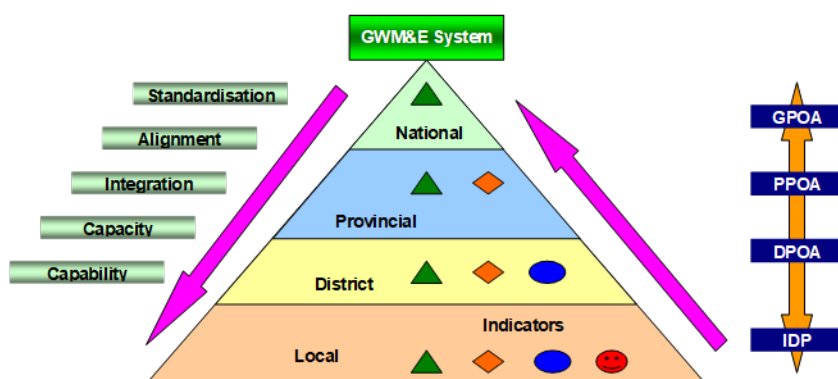 GWM&E System
Standardisation
Alignment
Integration
Capacity
Capability
National
Provincial
District
Indicators
Local
GPOA
PPOA
DPOA
IDP